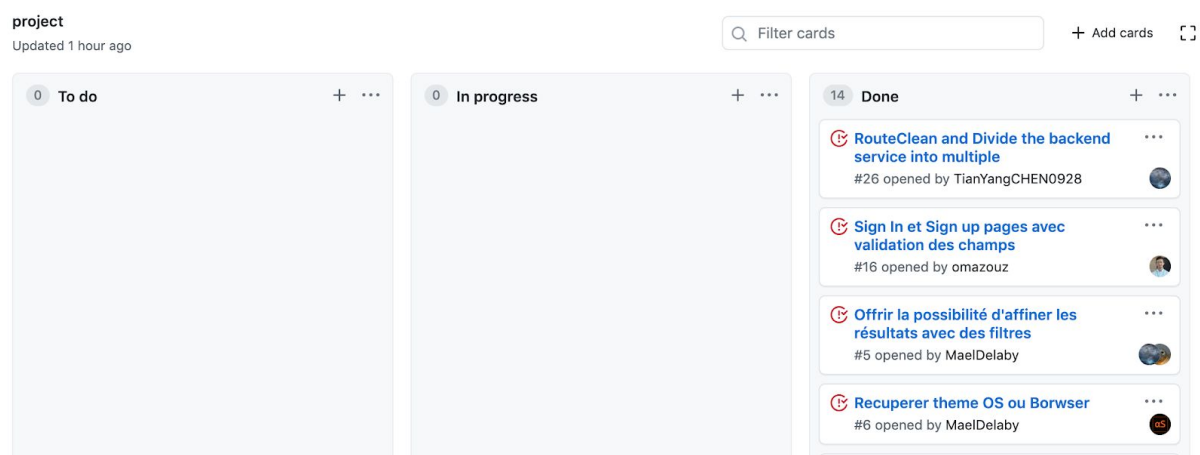 project
Updated 1 hour ago
Filter cards
+ Add cards
0 To do + ...
0 In progress + ...
14 Done + ...
RouteClean and Divide the backend ...
service into multiple
#26 opened by TianYangCHEN0928
Sign In et Sign up pages avec ...
validation des champs
#16 opened by omazouz
Offrir la possibilité d'affiner les ...
résultats avec des filtres
#5 opened by MaelDelaby
Recuperer theme OS ou Borwser ...
#6 opened by MaelDelaby
αS